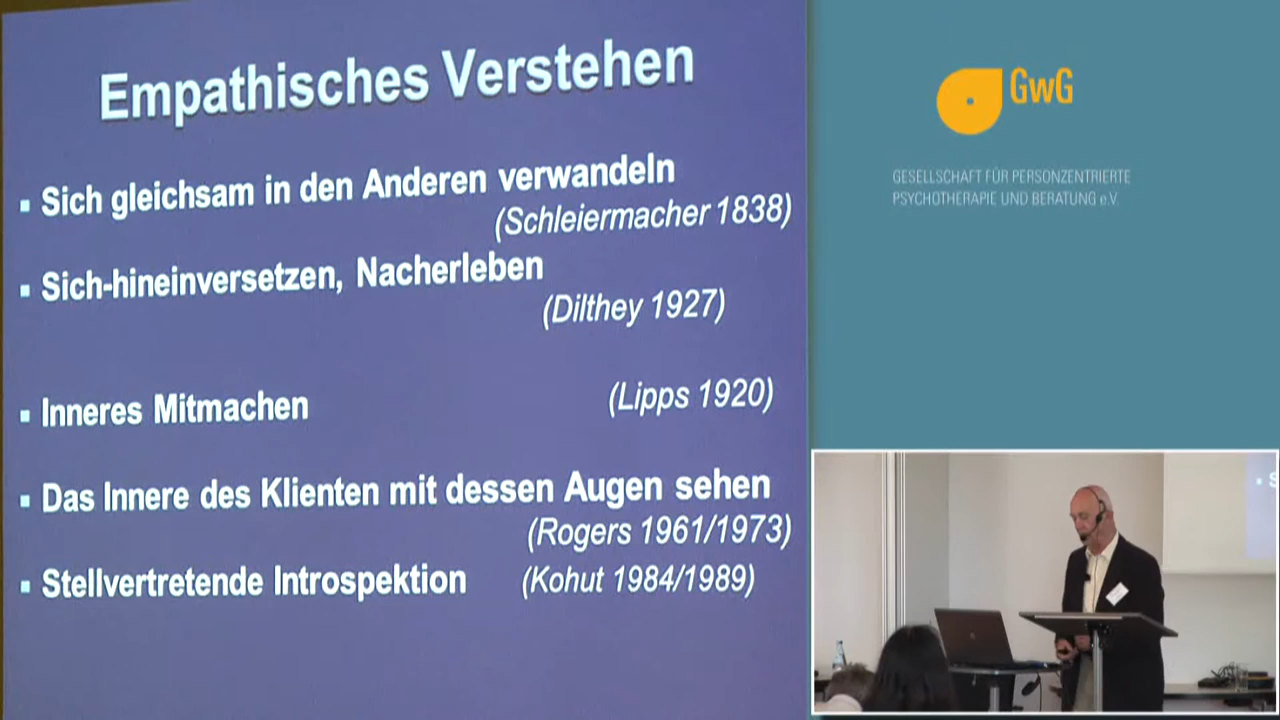 Empathisches Verstehen
▪ Sich gleichsam in den Anderen verwandeln
(Schleiermacher 1838)
▪ Sich-hineinversetzen, Nacherleben
(Dilthey 1927)
▪ Inneres Mitmachen (Lipps 1920)
▪ Das Innere des Klienten mit dessen Augen sehen
(Rogers 1961/1973)
▪ Stellvertretende Introspektion (Kohut 1984/1989)
GwG
GESELLSCHAFT FÜR PERSONZENTRIERTE
PSYCHOTHERAPIE UND BERATUNG e.V.